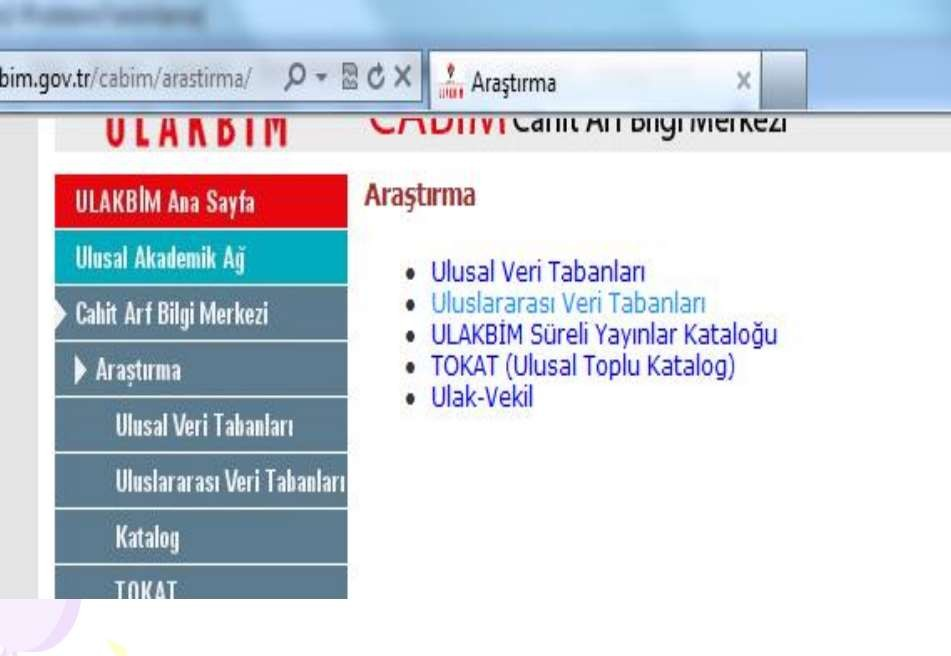 bim.gov.tr/cabim/arastirma/
Araştırma
ULAKBİM
CABİM Cahit Arf Bilgi Merkezi
ULAKBİM Ana Sayfa
Araştırma
Ulusal Akademik Ağ
Cahit Arf Bilgi Merkezi
Araştırma
Ulusal Veri Tabanları
Uluslararası Veri Tabanları
Katalog
TOKAT
Ulusal Veri Tabanları
Uluslararası Veri Tabanları
ULAKBİM Süreli Yayınlar Kataloğu
TOKAT (Ulusal Toplu Katalog)
Ulak-Vekil